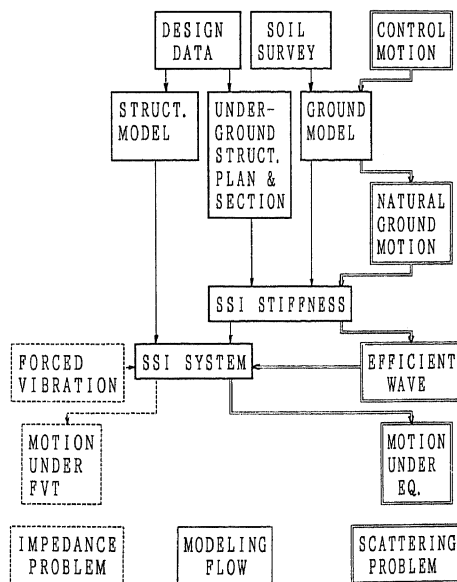 DESIGN
DATA
SOIL
SURVEY
CONTROL
MOTION
STRUCT.
MODEL
UNDER-
GROUND
STRUCT.
PLAN &
SECTION
GROUND
MODEL
NATURAL
GROUND
MOTION
SSI STIFFNESS
FORCED
VIBRATION
SSI SYSTEM
EFFICIENT
WAVE
MOTION
UNDER
FVT
MOTION
UNDER
EQ.
IMPEDANCE
PROBLEM
MODELING
FLOW
SCATTERING
PROBLEM